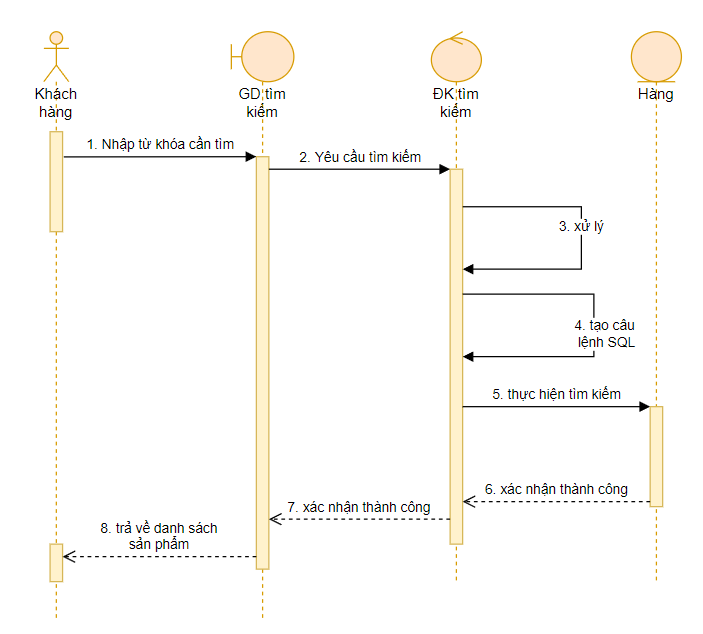 Khách
hàng
GD tìm
kiếm
ĐK tìm
kiếm
Hàng
1. Nhập từ khóa cần tìm
2. Yêu cầu tìm kiếm
3. xử lý
4. tạo câu
lệnh SQL
5. thực hiện tìm kiếm
6. xác nhận thành công
7. xác nhận thành công
8. trả về danh sách
sản phẩm